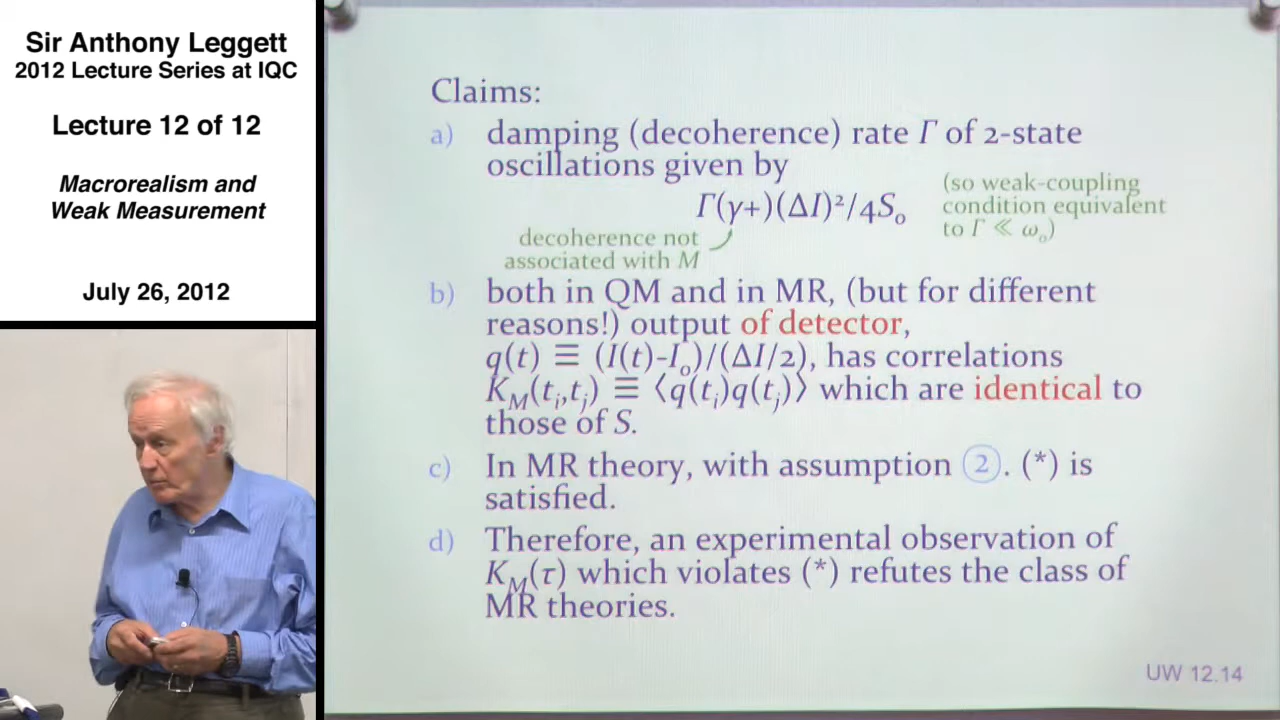 Sir Anthony Leggett
2012 Lecture Series at IQC
Lecture 12 of 12
Macrorealism and
Weak Measurement
July 26, 2012
Claims:
a) damping (decoherence) rate Γ of 2-state
oscillations given by
Γ(γ+)(ΔI)²/4S₀
(so weak-coupling
condition equivalent
to Γ ≪ ω₀)
decoherence not
associated with M
b) both in QM and in MR, (but for different
reasons!) output of detector,
q(t) ≡ (I(t)-I₀)/(ΔI/2), has correlations
K_M(t_i,t_j) ≡ ⟨q(t_i)q(t_j)⟩ which are identical to
those of S.
c) In MR theory, with assumption ②. (*) is
satisfied.
d) Therefore, an experimental observation of
K_M(τ) which violates (*) refutes the class of
MR theories.
UW 12.14